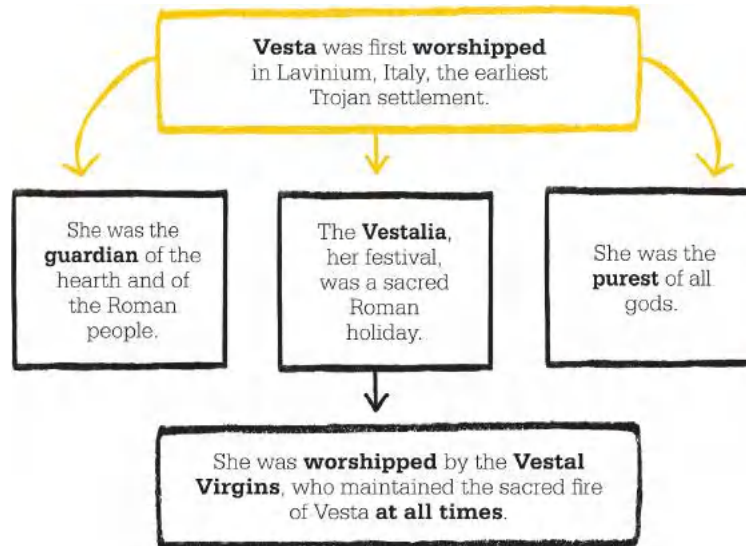 Vesta was first worshipped
in Lavinium, Italy, the earliest
Trojan settlement.
She was the
guardian of the
hearth and of
the Roman
people.
The Vestalia,
her festival,
was a sacred
Roman
holiday.
She was the
purest of all
gods.
She was worshipped by the Vestal
Virgins, who maintained the sacred fire
of Vesta at all times.